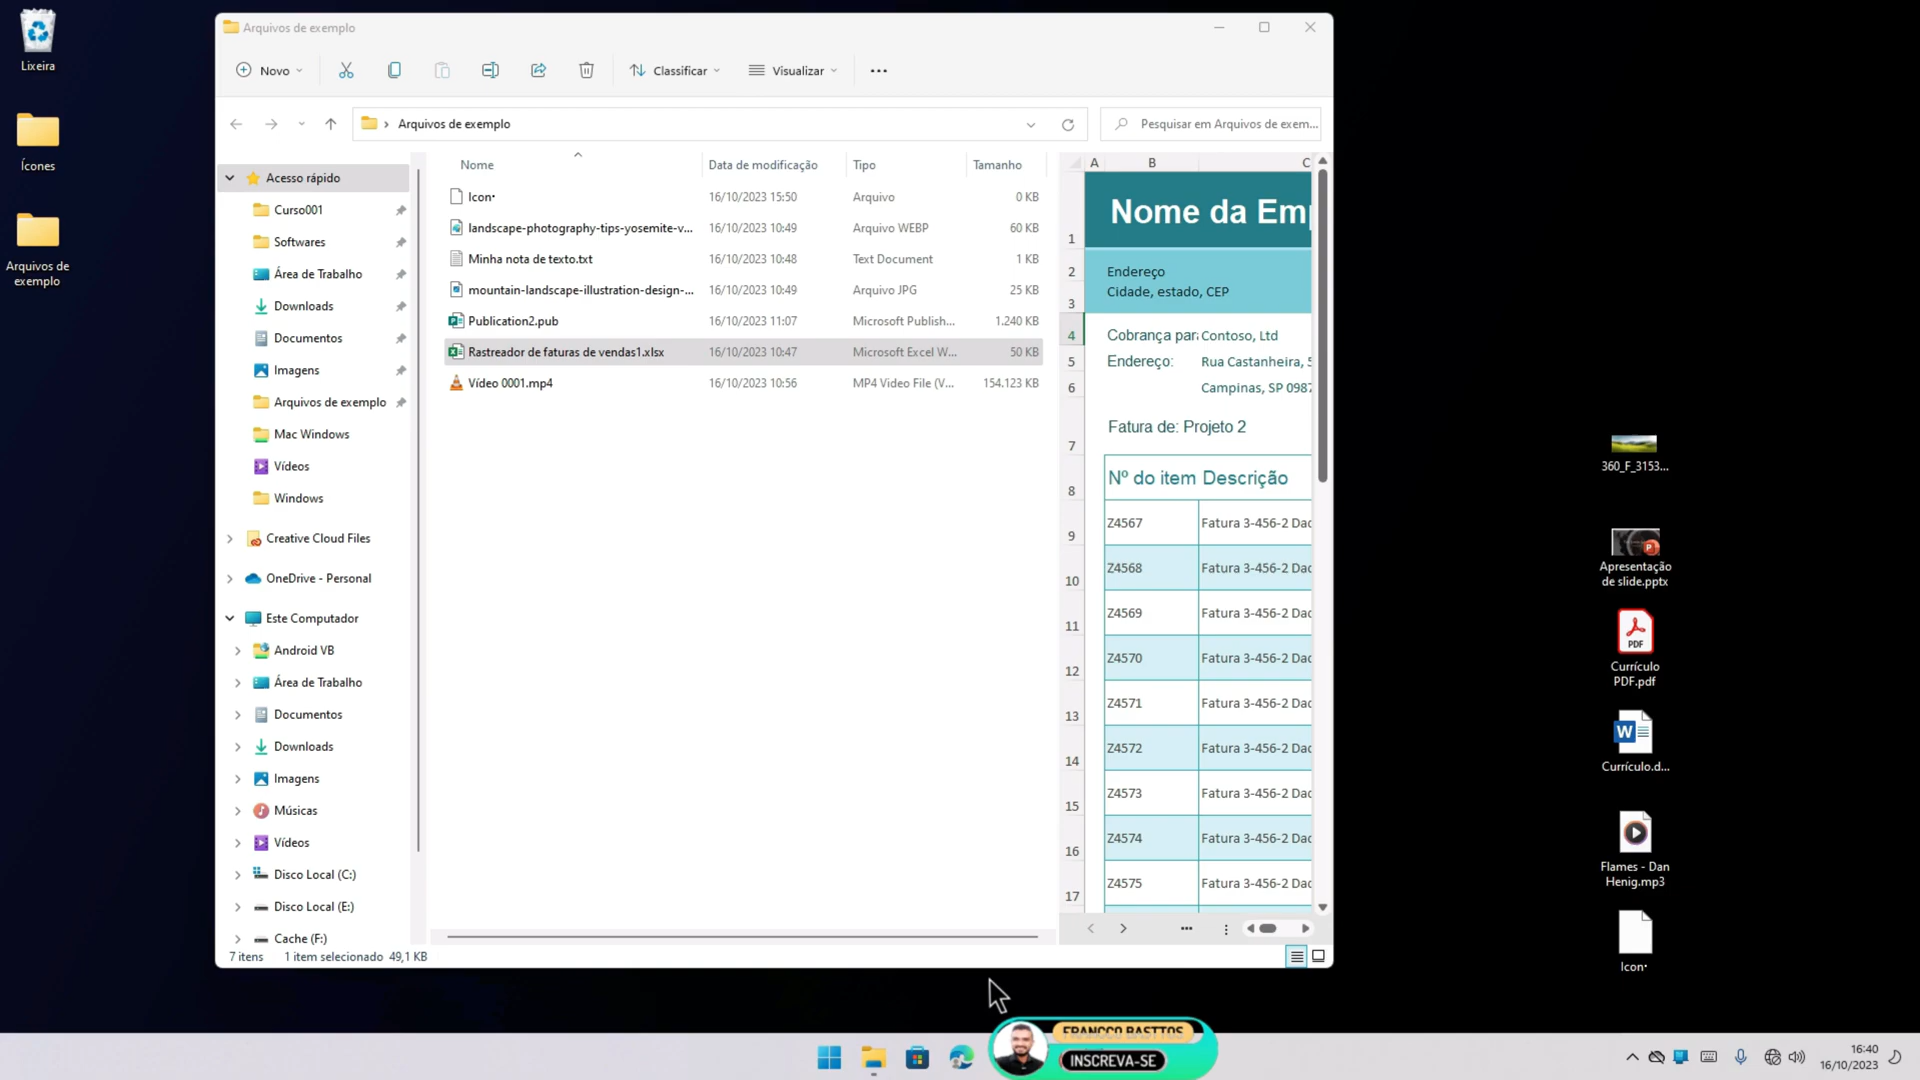 Lixeira
Ícones
Arquivos de
exemplo
Arquivos de exemplo
Novo
Classificar
Visualizar
Arquivos de exemplo
Pesquisar em Arquivos de exem...
Acesso rápido
Curso001
Softwares
Área de Trabalho
Downloads
Documentos
Imagens
Arquivos de exemplo
Mac Windows
Vídeos
Windows
Creative Cloud Files
OneDrive - Personal
Este Computador
Android VB
Área de Trabalho
Documentos
Downloads
Imagens
Músicas
Vídeos
Disco Local (C:)
Disco Local (E:)
Cache (F:)
Nome Data de modificação Tipo Tamanho
Icon• 16/10/2023 15:50 Arquivo 0 KB
landscape-photography-tips-yosemite-v... 16/10/2023 10:49 Arquivo WEBP 60 KB
Minha nota de texto.txt 16/10/2023 10:48 Text Document 1 KB
mountain-landscape-illustration-design-... 16/10/2023 10:49 Arquivo JPG 25 KB
Publication2.pub 16/10/2023 11:07 Microsoft Publish... 1.240 KB
Rastreador de faturas de vendas1.xlsx 16/10/2023 10:47 Microsoft Excel W... 50 KB
Vídeo 0001.mp4 16/10/2023 10:56 MP4 Video File (V... 154.123 KB
A B C
1 Nome da Em
2 Endereço
3 Cidade, estado, CEP
4 Cobrança par Contoso, Ltd
5 Endereço: Rua Castanheira, 5
6 Campinas, SP 0987
7 Fatura de: Projeto 2
8 Nº do item Descrição
9 Z4567 Fatura 3-456-2 Dad
10 Z4568 Fatura 3-456-2 Dad
11 Z4569 Fatura 3-456-2 Dad
12 Z4570 Fatura 3-456-2 Dad
13 Z4571 Fatura 3-456-2 Dad
14 Z4572 Fatura 3-456-2 Dad
15 Z4573 Fatura 3-456-2 Dad
16 Z4574 Fatura 3-456-2 Dad
17 Z4575 Fatura 3-456-2 Dad
7 itens 1 item selecionado 49,1 KB
360_F_3153...
Apresentação
de slide.pptx
PDF
Currículo
PDF.pdf
Currículo.d...
Flames - Dan
Henig.mp3
Icon•
FRANCCO BASTTOS
INSCREVA-SE
16:40
16/10/2023